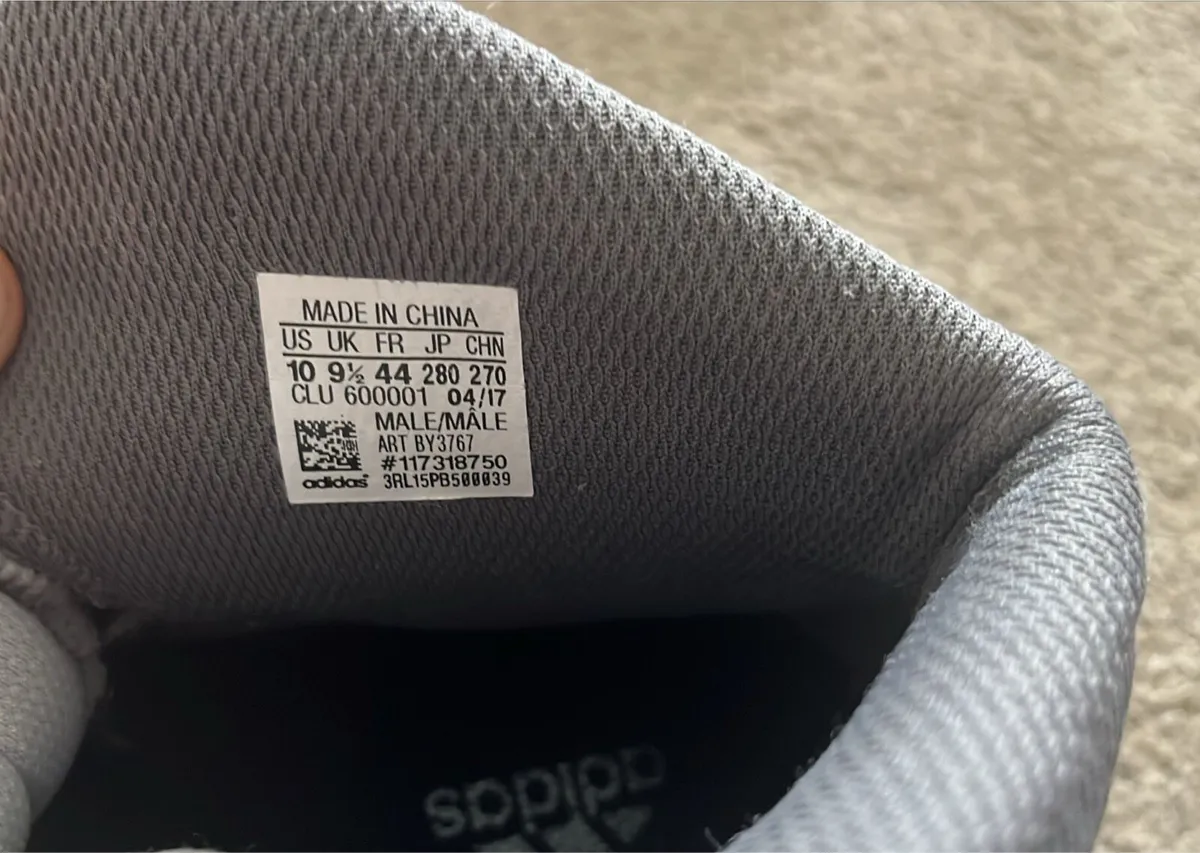 MADE IN CHINA
US UK FR JP CHN
10 9½ 44 280 270
CLU 600001 04/17
MALE/MÂLE
ART BY3767
#117318750
adidas 3RL15PB500039
adidas